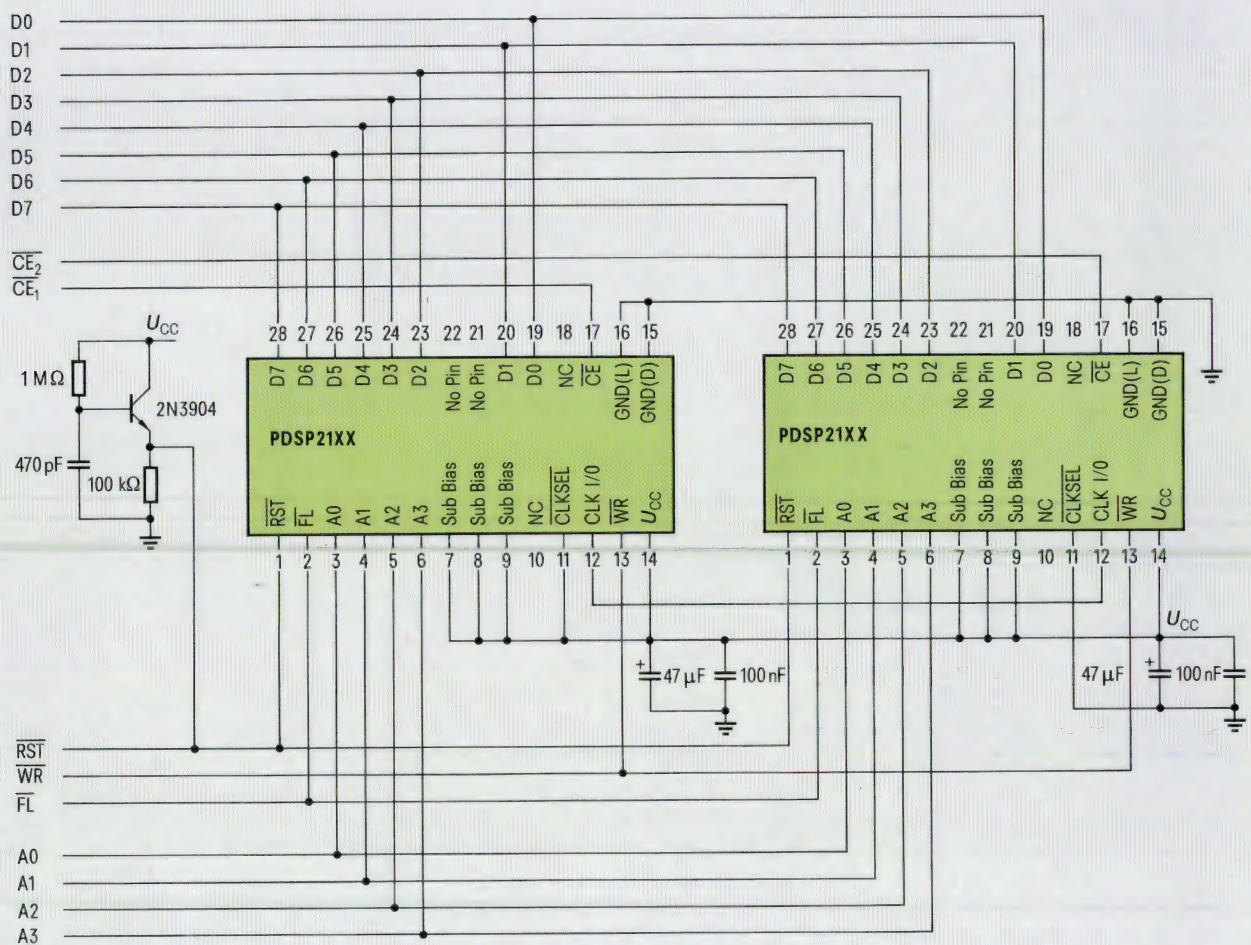 D0
D1
D2
D3
D4
D5
D6
D7
CE2
CE1
UCC
1 MΩ
2N3904
470 pF
100 kΩ
28 27 26 25 24 23 22 21 20 19 18 17 16 15
D7 D6 D5 D4 D3 D2 No Pin No Pin D1 D0 NC CE GND(L) GND(D)
PDSP21XX
RST FL A0 A1 A2 A3 Sub Bias Sub Bias Sub Bias NC CLKSEL CLK I/0 WR UCC
1 2 3 4 5 6 7 8 9 10 11 12 13 14
28 27 26 25 24 23 22 21 20 19 18 17 16 15
D7 D6 D5 D4 D3 D2 No Pin No Pin D1 D0 NC CE GND(L) GND(D)
PDSP21XX
RST FL A0 A1 A2 A3 Sub Bias Sub Bias Sub Bias NC CLKSEL CLK I/0 WR UCC
1 2 3 4 5 6 7 8 9 10 11 12 13 14
UCC
+ 47 µF 100 nF
47 µF + 100 nF
RST
WR
FL
A0
A1
A2
A3